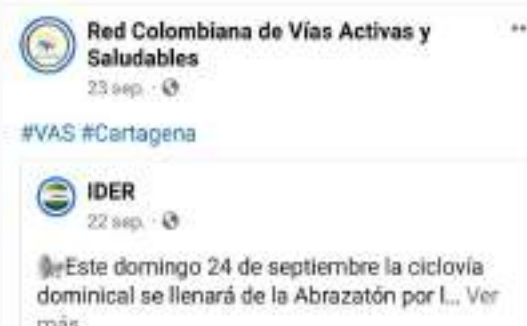 Red Colombiana de Vías Activas y
Saludables
23 sep.
#VAS #Cartagena
IDER
22 sep.
Este domingo 24 de septiembre la ciclovía
dominical se llenará de la Abrazatón por l... Ver
más